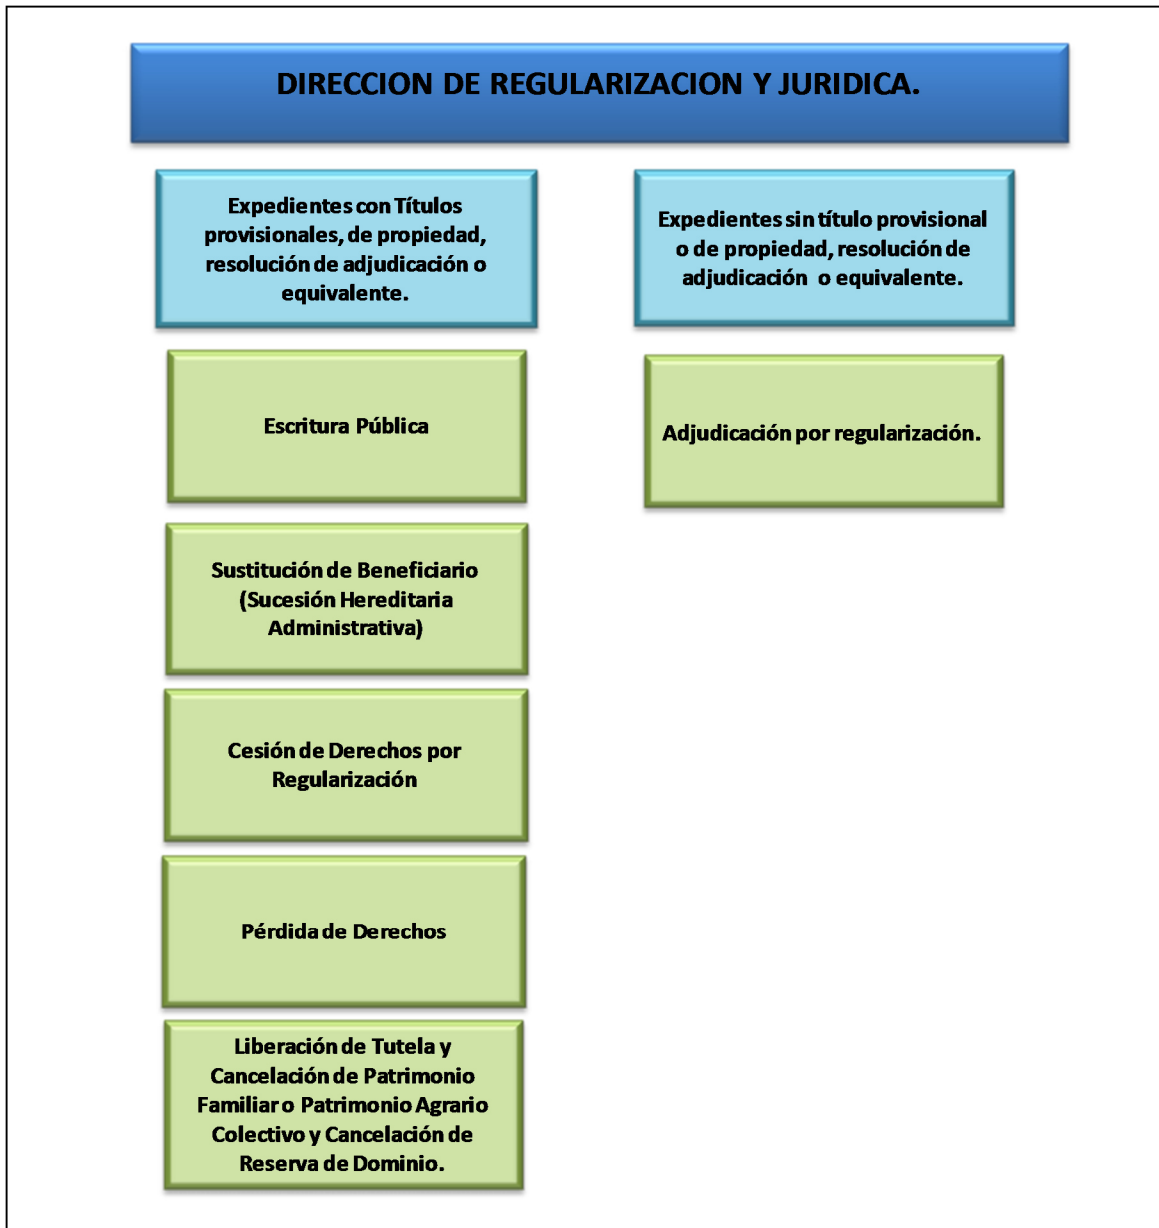 DIRECCION DE REGULARIZACION Y JURIDICA.
Expedientes con Títulos
provisionales, de propiedad,
resolución de adjudicación o
equivalente.
Expedientes sin título provisional
o de propiedad, resolución de
adjudicación o equivalente.
Escritura Pública
Adjudicación por regularización.
Sustitución de Beneficiario
(Sucesión Hereditaria
Administrativa)
Cesión de Derechos por
Regularización
Pérdida de Derechos
Liberación de Tutela y
Cancelación de Patrimonio
Familiar o Patrimonio Agrario
Colectivo y Cancelación de
Reserva de Dominio.